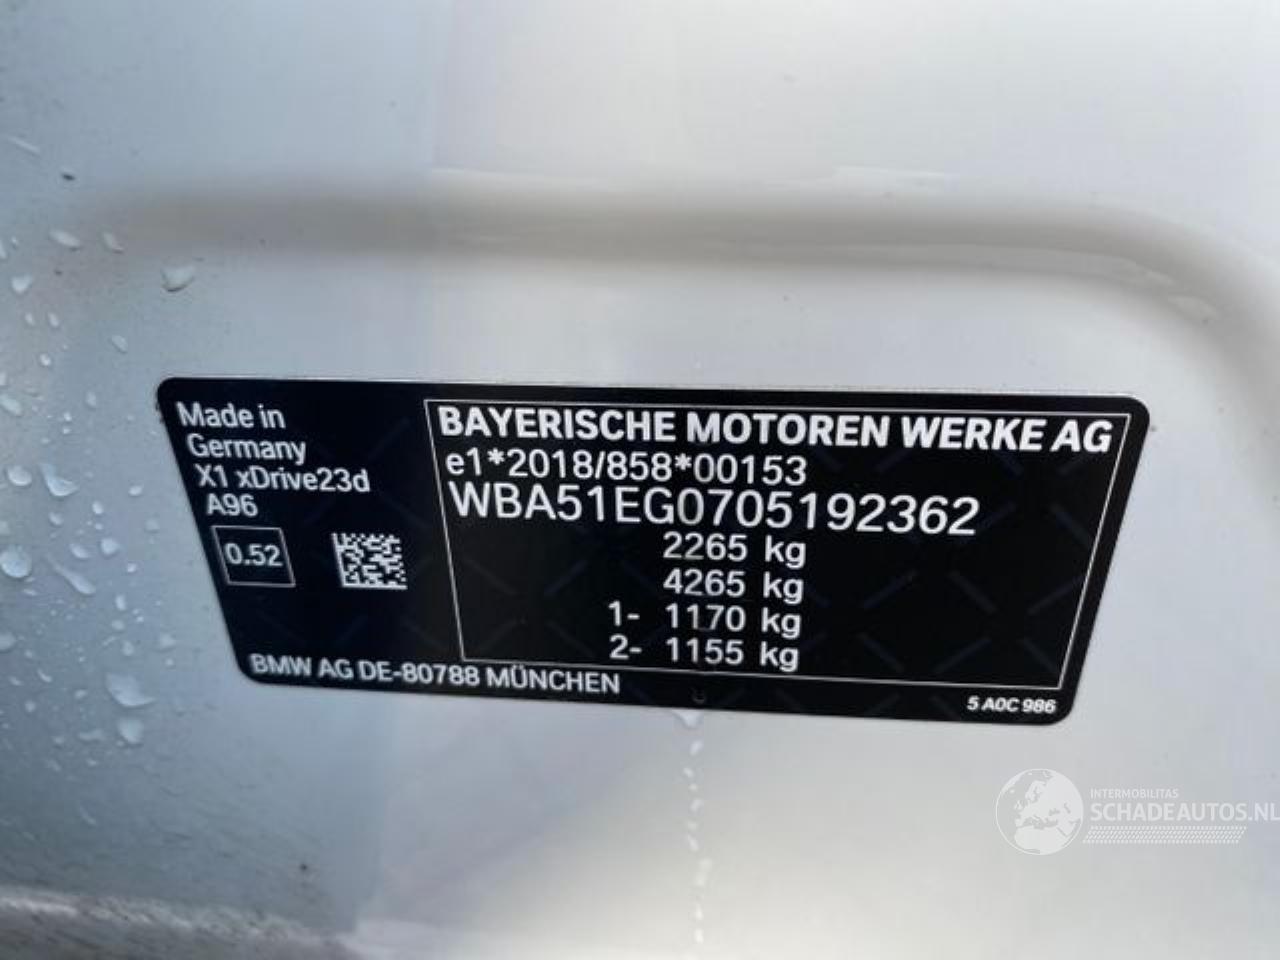 Made in
Germany
X1 xDrive23d
A96
0.52
BMW AG DE-80788 MÜNCHEN
BAYERISCHE MOTOREN WERKE AG
e1*2018/858*00153
WBA51EG0705192362
2265 kg
4265 kg
1- 1170 kg
2- 1155 kg
5 A0C 986
INTERMOBILITAS
SCHADEAUTOS.NL